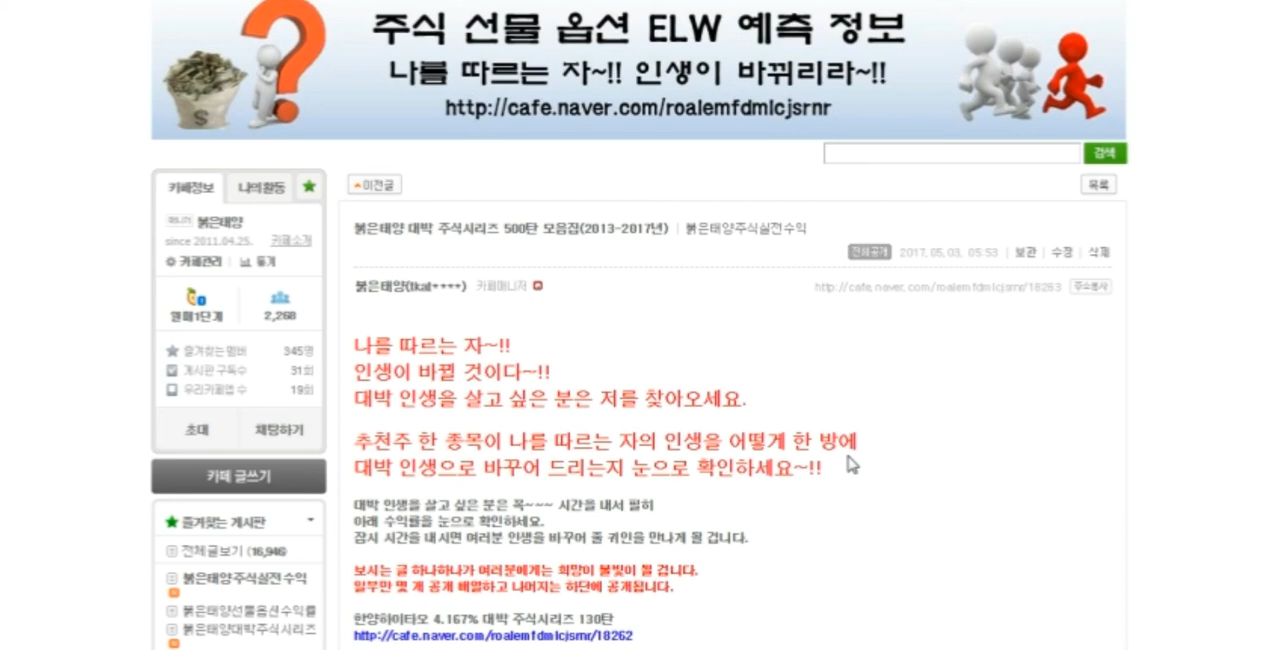 주식 선물 옵션 ELW 예측 정보
나를 따르는 자~!! 인생이 바뀌리라~!!
http://cafe.naver.com/roalemfdmlcjsrnr
검색
카페정보 나의활동
이전글
목록
매니저 붉은태양
since 2011.04.25. 카페소개
카페관리 통계
붉은태양 대박 주식시리즈 500탄 모음집(2013-2017년) | 붉은태양주식실전수익
전체공개 2017.05.03. 05:53 | 보관 | 수정 | 삭제
붉은태양(tkat****) 카페매니저
http://cafe.naver.com/roalemfdmlcjsrnr/18263 주소복사
열매1단계 2,268
즐겨찾는 멤버 345명
게시판 구독수 31회
우리카페앱 수 19회
초대 채팅하기
카페 글쓰기
즐겨찾는 게시판
전체글보기 (16,946)
붉은태양주식실전수익
붉은태양선물옵션수익률
붉은태양대박주식시리즈
나를 따르는 자~!!
인생이 바뀔 것이다~!!
대박 인생을 살고 싶은 분은 저를 찾아오세요.
추천주 한 종목이 나를 따르는 자의 인생을 어떻게 한 방에
대박 인생으로 바꾸어 드리는지 눈으로 확인하세요~!!
대박 인생을 살고 싶은 분은 꼭~~~ 시간을 내서 필히
아래 수익률을 눈으로 확인하세요.
잠시 시간을 내시면 여러분 인생을 바꾸어 줄 귀인을 만나게 될 겁니다.
보시는 글 하나하나가 여러분에게는 희망이 불빛이 될 겁니다.
일부만 몇 개 공개 배열하고 나머지는 하단에 공개됩니다.
한양하이타오 4.167% 대박 주식시리즈 130탄
http://cafe.naver.com/roalemfdmlcjsrnr/18262